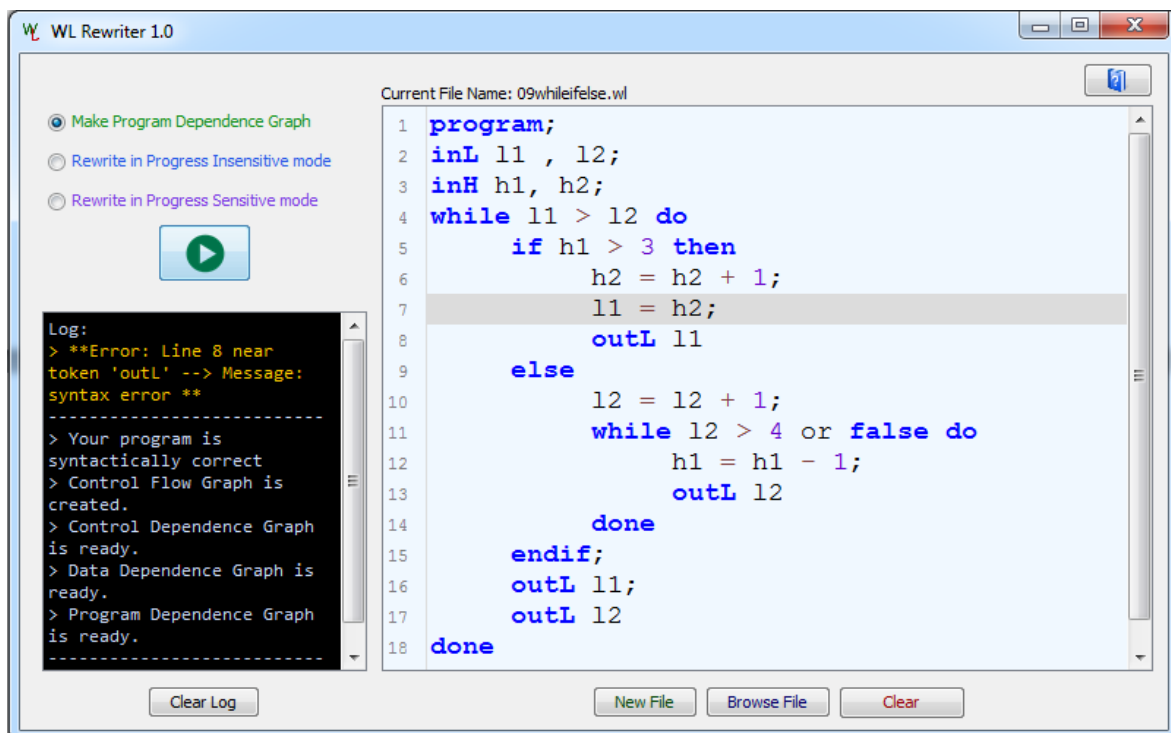 WL Rewriter 1.0
Make Program Dependence Graph
Rewrite in Progress Insensitive mode
Rewrite in Progress Sensitive mode
Log:
> **Error: Line 8 near
token 'outL' --> Message:
syntax error **
---------------------------
> Your program is
syntactically correct
> Control Flow Graph is
created.
> Control Dependence Graph
is ready.
> Data Dependence Graph is
ready.
> Program Dependence Graph
is ready.
---------------------------
Clear Log
Current File Name: 09whileifelse.wl
1 program;
2 inL l1 , l2;
3 inH h1, h2;
4 while l1 > l2 do
5 if h1 > 3 then
6 h2 = h2 + 1;
7 l1 = h2;
8 outL l1
9 else
10 l2 = l2 + 1;
11 while l2 > 4 or false do
12 h1 = h1 - 1;
13 outL l2
14 done
15 endif;
16 outL l1;
17 outL l2
18 done
New File
Browse File
Clear